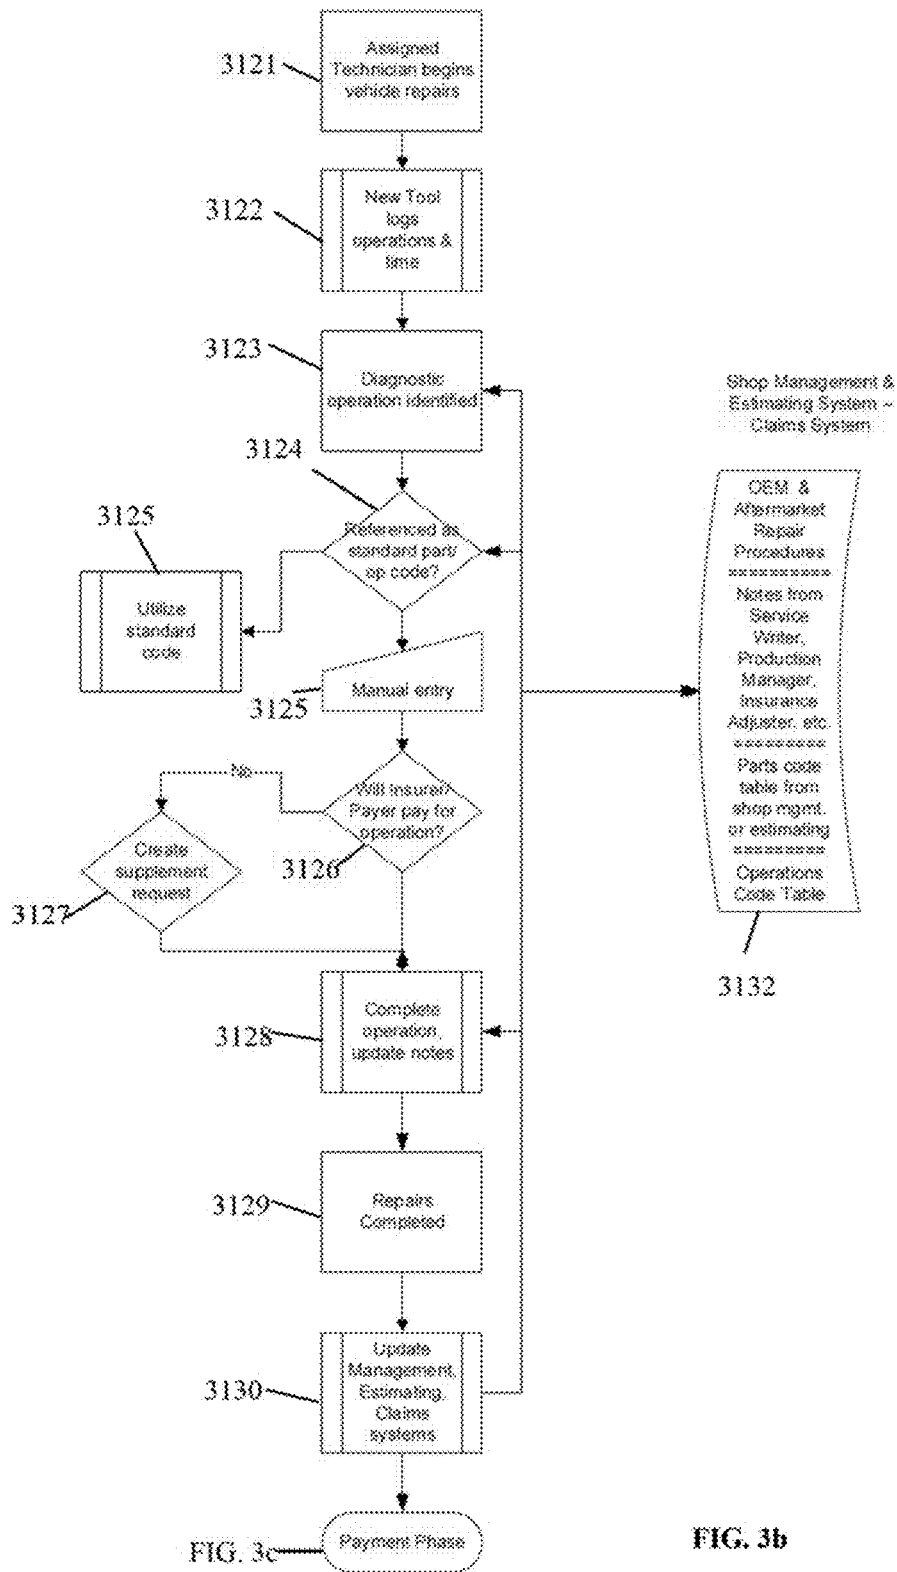 3121
Assigned
Technician begins
vehicle repairs
3122
New Tool
logs
operations &
time
3123
Diagnostic
operation identified
Shop Management &
Estimating System –
Claims System
3124
Referenced as
standard part/
op code?
3125
Utilize
standard
code
OEM &
Aftermarket
Repair
Procedures
==========
Notes from
Service
Writer,
Production
Manager,
Insurance
Adjuster, etc.
=========
Parts code
table from
shop mgmt.
or estimating
=========
Operations
Code Table
3132
3125
Manual entry
No
Will Insurer/
Payer pay for
operation?
3126
Create
supplement
request
3127
3128
Complete
operation,
update notes
3129
Repairs
Completed
3130
Update
Management,
Estimating,
Claims
systems
FIG. 3c
Payment Phase
FIG. 3b